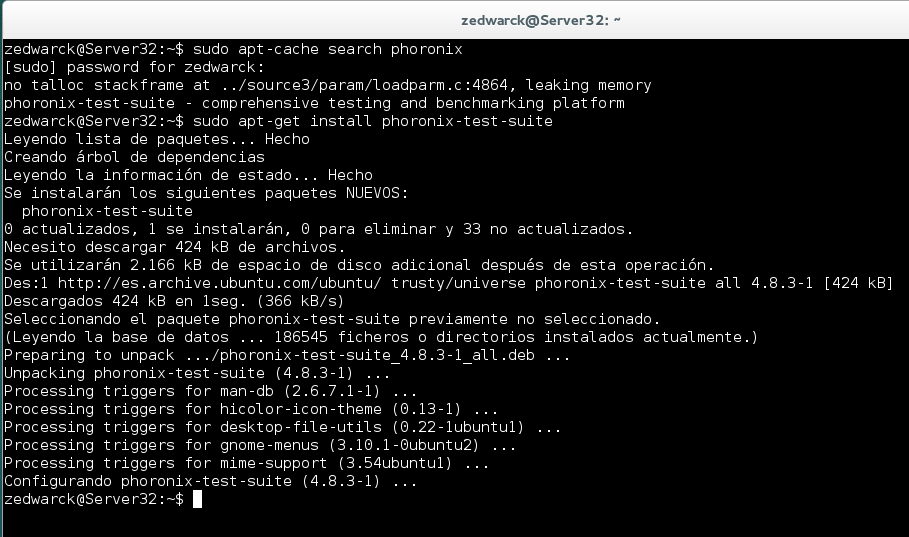 zedwarck@Server32: ~
zedwarck@Server32:~$ sudo apt-cache search phoronix
[sudo] password for zedwarck:
no talloc stackframe at ../source3/param/loadparm.c:4864, leaking memory
phoronix-test-suite - comprehensive testing and benchmarking platform
zedwarck@Server32:~$ sudo apt-get install phoronix-test-suite
Leyendo lista de paquetes... Hecho
Creando árbol de dependencias
Leyendo la información de estado... Hecho
Se instalarán los siguientes paquetes NUEVOS:
  phoronix-test-suite
0 actualizados, 1 se instalarán, 0 para eliminar y 33 no actualizados.
Necesito descargar 424 kB de archivos.
Se utilizarán 2.166 kB de espacio de disco adicional después de esta operación.
Des:1 http://es.archive.ubuntu.com/ubuntu/ trusty/universe phoronix-test-suite all 4.8.3-1 [424 kB]
Descargados 424 kB en 1seg. (366 kB/s)
Seleccionando el paquete phoronix-test-suite previamente no seleccionado.
(Leyendo la base de datos ... 186545 ficheros o directorios instalados actualmente.)
Preparing to unpack .../phoronix-test-suite_4.8.3-1_all.deb ...
Unpacking phoronix-test-suite (4.8.3-1) ...
Processing triggers for man-db (2.6.7.1-1) ...
Processing triggers for hicolor-icon-theme (0.13-1) ...
Processing triggers for desktop-file-utils (0.22-1ubuntu1) ...
Processing triggers for gnome-menus (3.10.1-0ubuntu2) ...
Processing triggers for mime-support (3.54ubuntu1) ...
Configurando phoronix-test-suite (4.8.3-1) ...
zedwarck@Server32:~$